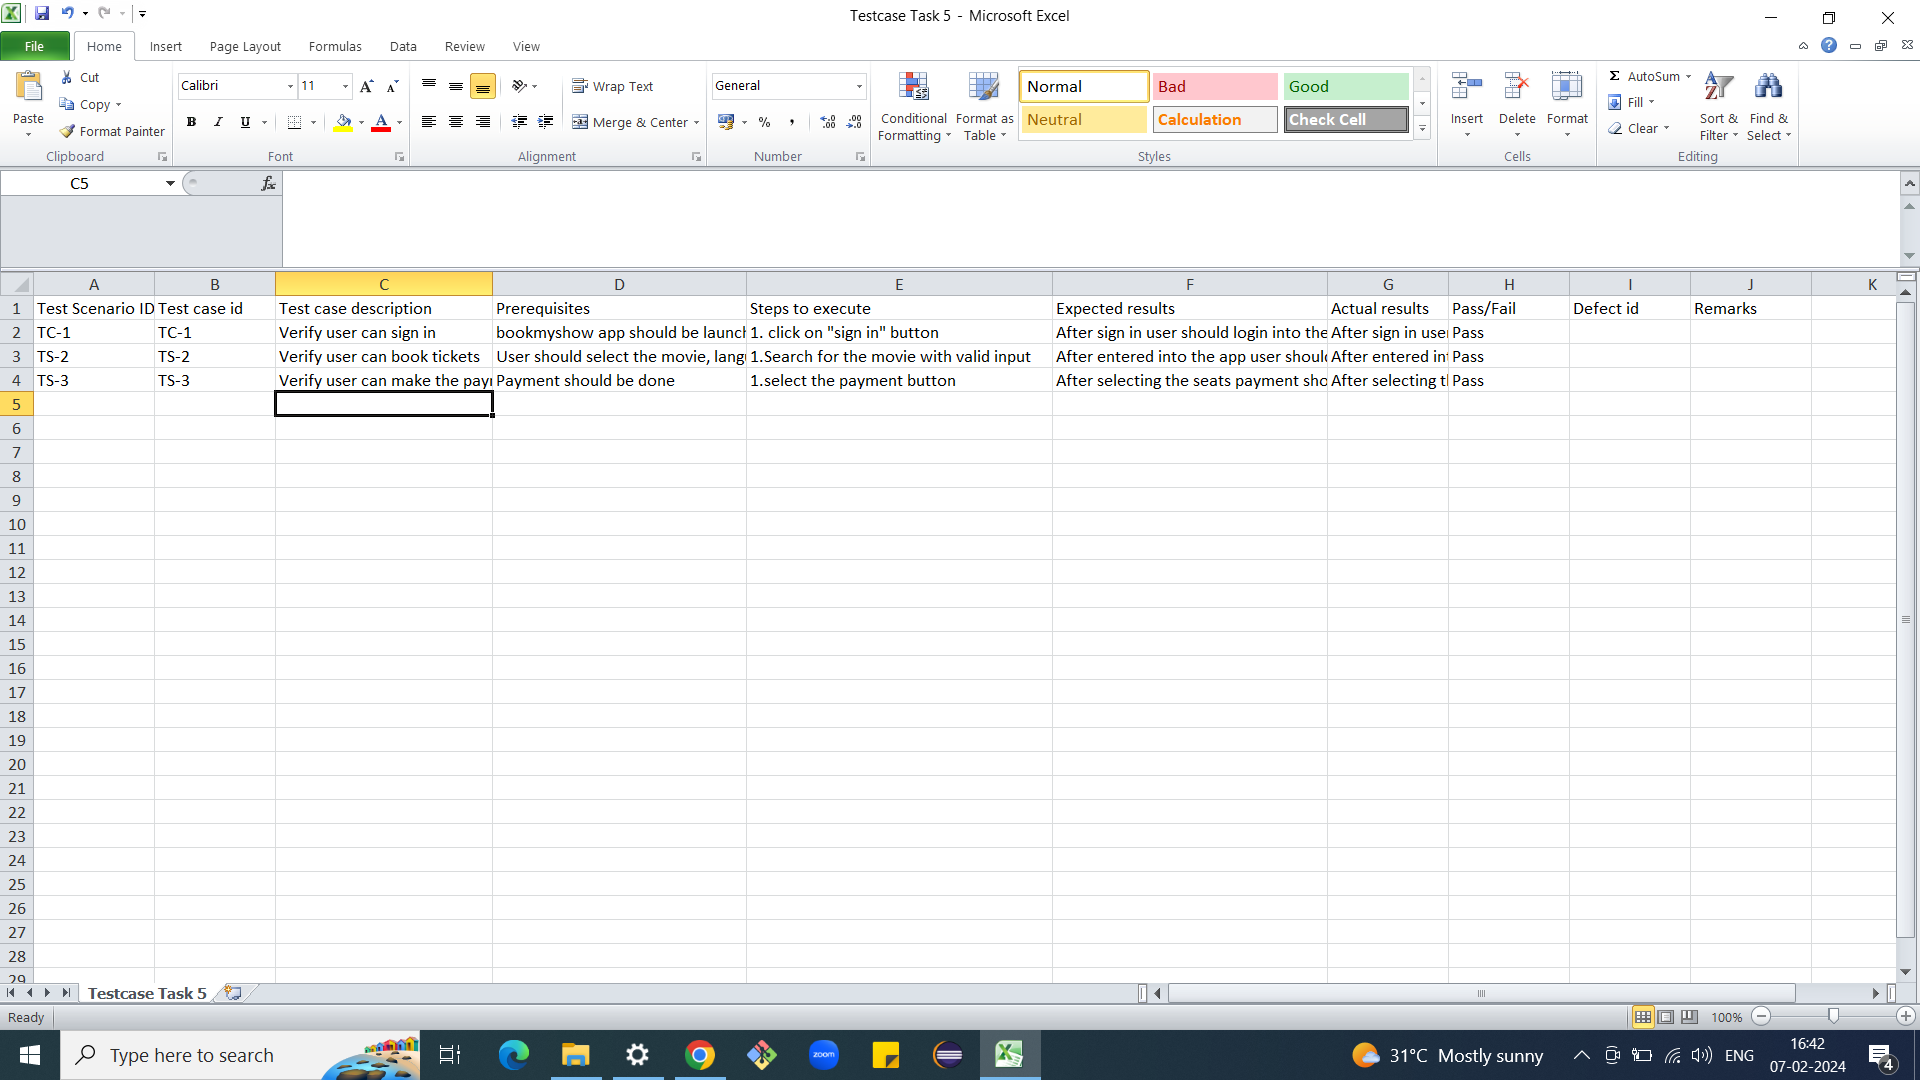 Testcase Task 5 - Microsoft Excel
File Home Insert Page Layout Formulas Data Review View
Paste
Cut
Copy
Format Painter
Clipboard
Calibri 11
B I U
Font
Wrap Text
Merge & Center
Alignment
General
Number
Conditional Formatting
Format as Table
Normal Bad Good
Neutral Calculation Check Cell
Styles
Insert Delete Format
Cells
Σ AutoSum
Fill
Clear
Sort & Filter
Find & Select
Editing
C5
fx
A B C D E F G H I J K
1 Test Scenario ID Test case id Test case description Prerequisites Steps to execute Expected results Actual results Pass/Fail Defect id Remarks
2 TC-1 TC-1 Verify user can sign in bookmyshow app should be launch 1. click on "sign in" button After sign in user should login into the After sign in use Pass
3 TS-2 TS-2 Verify user can book tickets User should select the movie, lang 1.Search for the movie with valid input After entered into the app user shoul After entered in Pass
4 TS-3 TS-3 Verify user can make the pay Payment should be done 1.select the payment button After selecting the seats payment sho After selecting t Pass
5
6
7
8
9
10
11
12
13
14
15
16
17
18
19
20
21
22
23
24
25
26
27
28
29
Testcase Task 5
Ready
100%
Type here to search
zoom
31°C Mostly sunny
ENG
16:42
07-02-2024
4